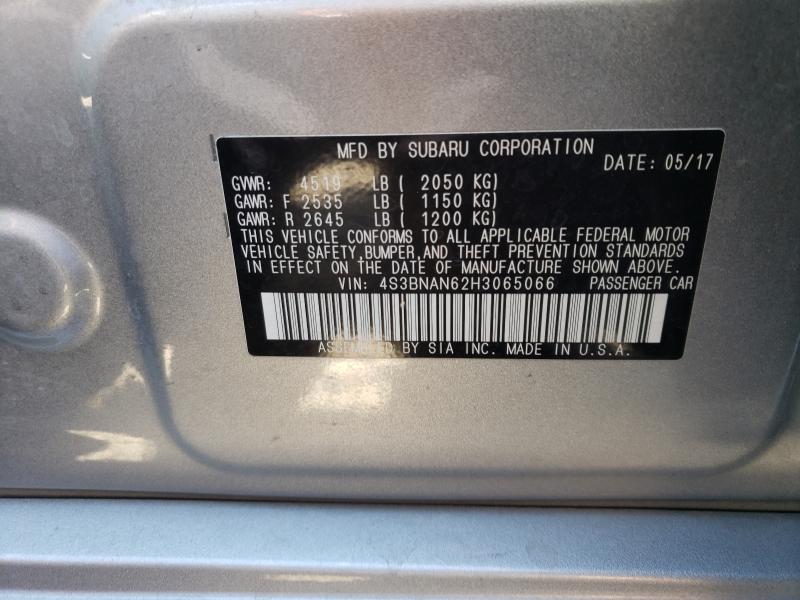 MFD BY SUBARU CORPORATION
DATE: 05/17
GVWR: 4519 LB ( 2050 KG)
GAWR: F 2535 LB ( 1150 KG)
GAWR: R 2645 LB ( 1200 KG)
THIS VEHICLE CONFORMS TO ALL APPLICABLE FEDERAL MOTOR
VEHICLE SAFETY,BUMPER,AND THEFT PREVENTION STANDARDS
IN EFFECT ON THE DATE OF MANUFACTURE SHOWN ABOVE.
VIN: 4S3BNAN62H3065066 PASSENGER CAR
ASSEMBLED BY SIA INC. MADE IN U.S.A.